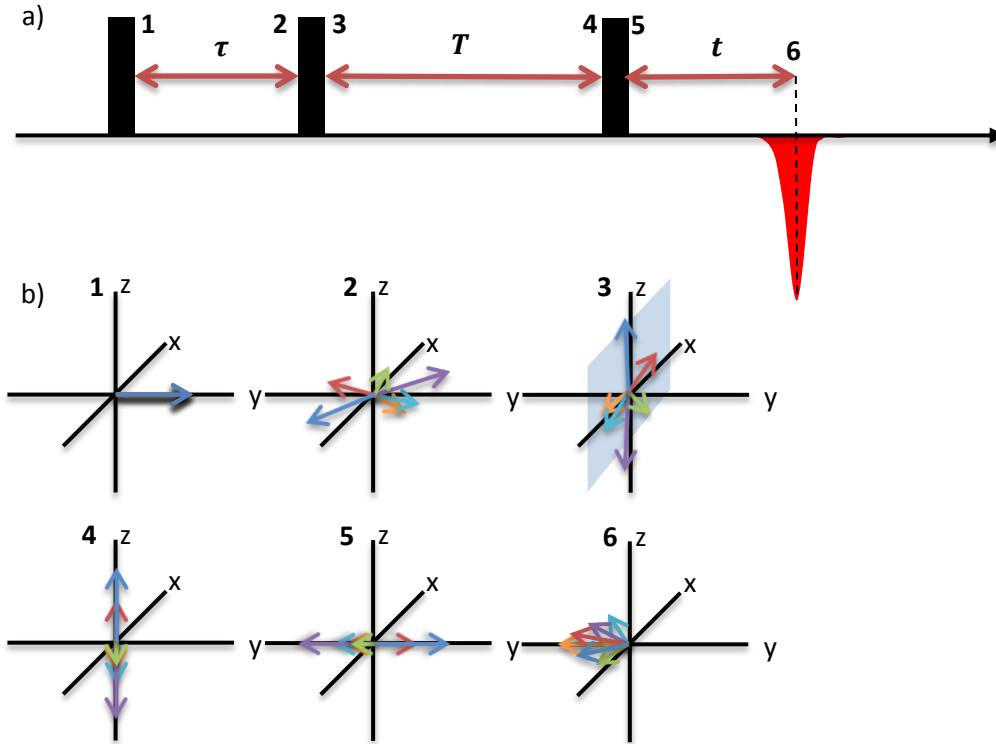 a)
1 τ 2 3 T 4 5 t 6
b)
1 z 2 z 3 z
x x x
y y y
4 z 5 z 6 z
x x x
y y y